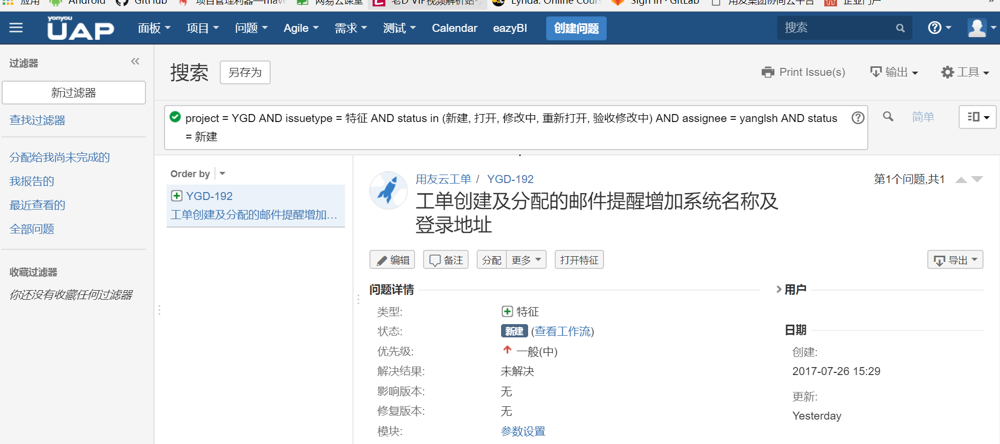 应用 Android GitHub 项目管理利器—mave 网易云课堂 老D VIP视频解析站- Lynda: Online Cour Sign in · GitLab 用友集团协同云平台 企业门户 »
yonyou
UAP 面板 项目 问题 Agile 需求 测试 Calendar eazyBI 创建问题 搜索
过滤器 «
新过滤器
查找过滤器
分配给我尚未完成的
我报告的
最近查看的
全部问题
收藏过滤器
你还没有收藏任何过滤器
搜索 另存为 Print Issue(s) 输出 工具
project = YGD AND issuetype = 特征 AND status in (新建, 打开, 修改中, 重新打开, 验收修改中) AND assignee = yanglsh AND status
= 新建
简单
Order by
YGD-192
工单创建及分配的邮件提醒增加...
用友云工单 / YGD-192
第1个问题,共1
工单创建及分配的邮件提醒增加系统名称及
登录地址
编辑 备注 分配 更多 打开特征 导出
问题详情
类型: 特征
状态: 新建 (查看工作流)
优先级: 一般(中)
解决结果: 未解决
影响版本: 无
修复版本: 无
模块: 参数设置
用户
日期
创建:
2017-07-26 15:29
更新:
Yesterday